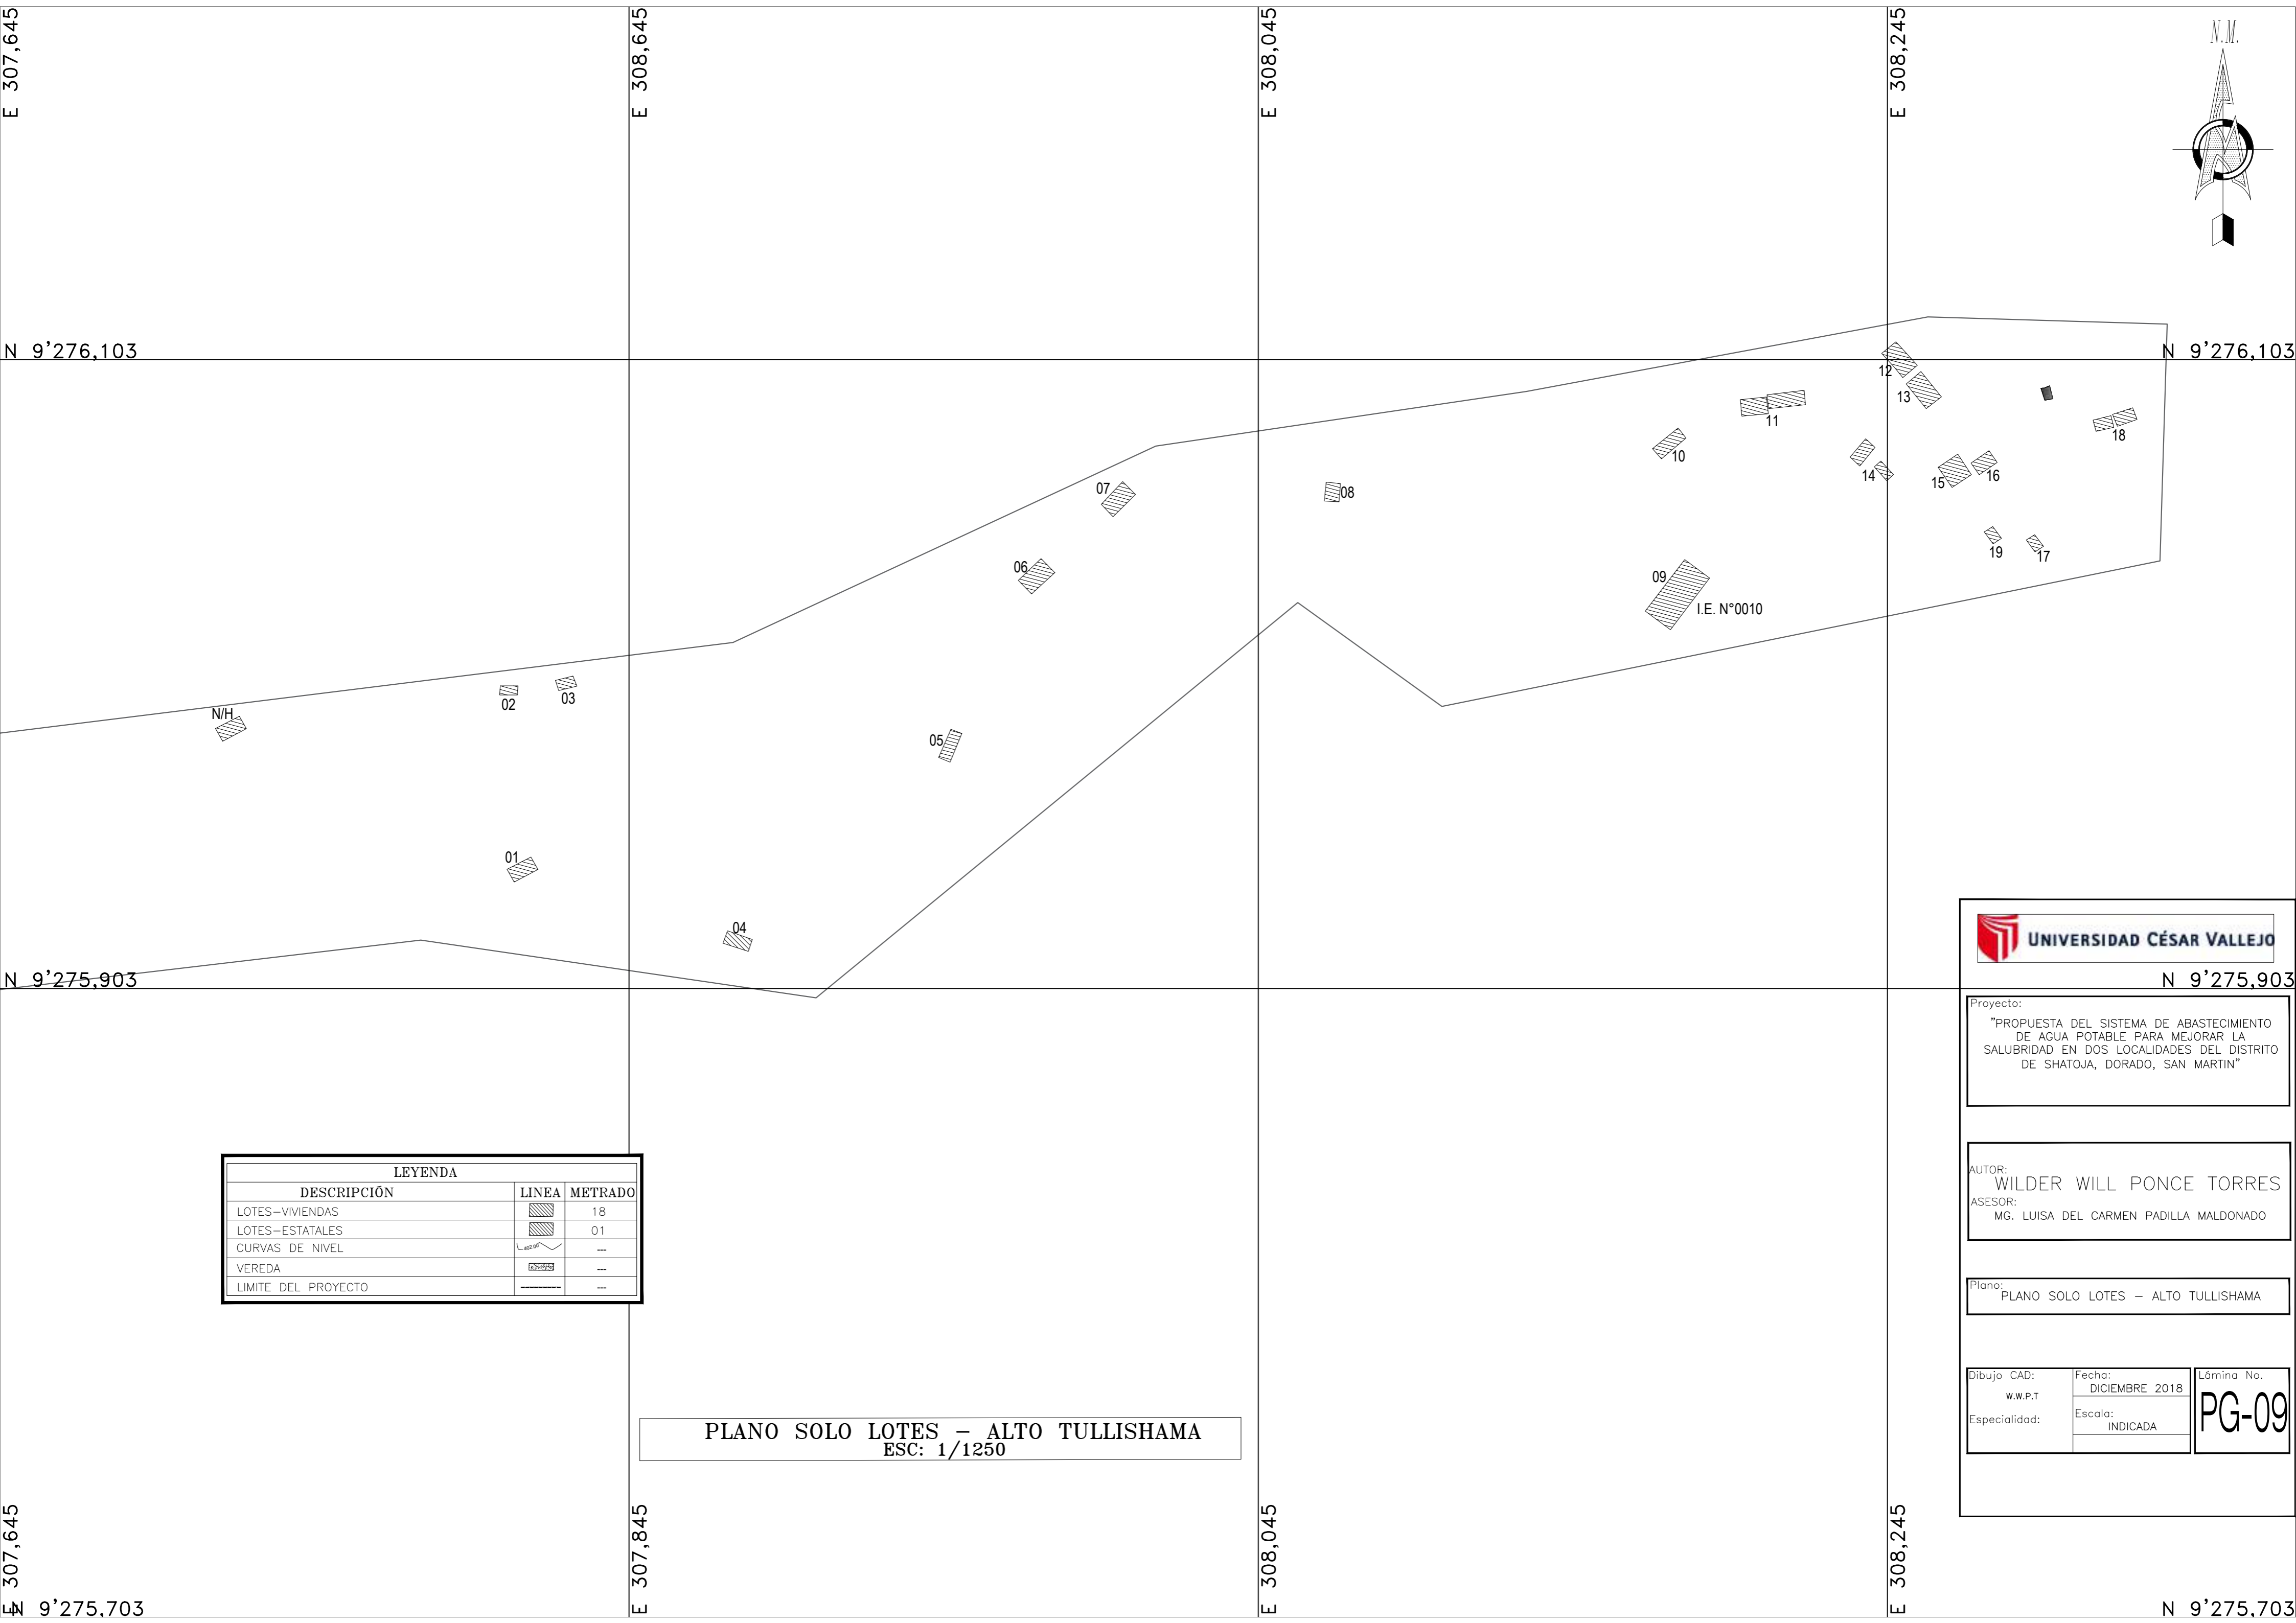 E 307,645
E 308,645
E 308,045
E 308,245
N.M.
N 9'276,103
N 9'276,103
12
13
11
18
10
14
15
16
07
08
19
17
06
09
I.E. N°0010
02
03
N/H
05
01
04
N 9'275,903
N 9'275,903
UNIVERSIDAD CÉSAR VALLEJO
Proyecto:
"PROPUESTA DEL SISTEMA DE ABASTECIMIENTO
DE AGUA POTABLE PARA MEJORAR LA
SALUBRIDAD EN DOS LOCALIDADES DEL DISTRITO
DE SHATOJA, DORADO, SAN MARTIN"
AUTOR:
WILDER WILL PONCE TORRES
ASESOR:
MG. LUISA DEL CARMEN PADILLA MALDONADO
Plano:
PLANO SOLO LOTES - ALTO TULLISHAMA
Dibujo CAD:
W.W.P.T
Especialidad:
Fecha:
DICIEMBRE 2018
Escala:
INDICADA
Lámina No.
PG-09
LEYENDA
DESCRIPCIÓN LINEA METRADO
LOTES-VIVIENDAS 18
LOTES-ESTATALES 01
CURVAS DE NIVEL ---
VEREDA ---
LIMITE DEL PROYECTO ---
PLANO SOLO LOTES - ALTO TULLISHAMA
ESC: 1/1250
E 307,645
E 307,845
E 308,045
E 308,245
N 9'275,703
N 9'275,703